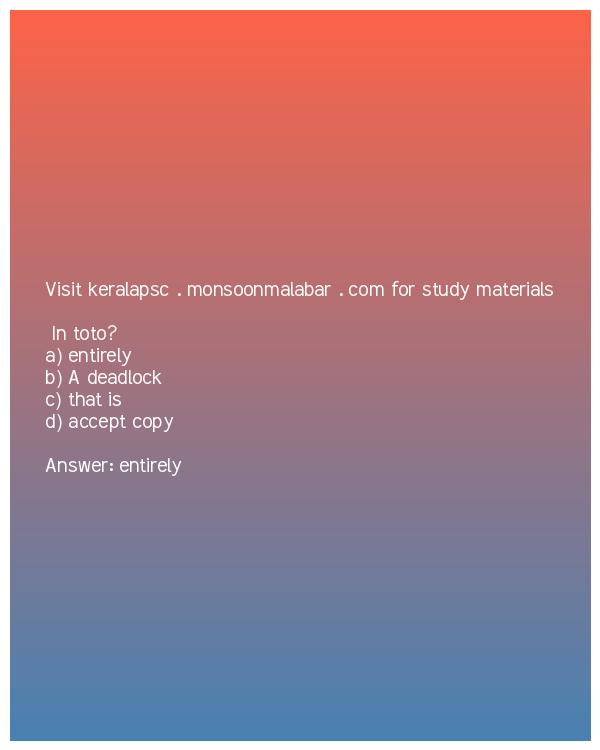 Visit keralapsc . monsoonmalabar . com for study materials
In toto?
a) entirely
b) A deadlock
c) that is
d) accept copy
Answer: entirely